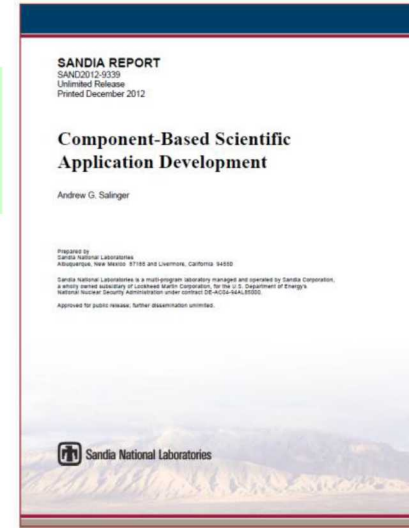 SANDIA REPORT
SAND2012-9339
Unlimited Release
Printed December 2012
Component-Based Scientific
Application Development
Andrew G. Salinger
Prepared by
Sandia National Laboratories
Albuquerque, New Mexico 87185 and Livermore, California 94550
Sandia National Laboratories is a multi-program laboratory managed and operated by Sandia Corporation,
a wholly owned subsidiary of Lockheed Martin Corporation, for the U.S. Department of Energy's
National Nuclear Security Administration under contract DE-AC04-94AL85000.
Approved for public release; further dissemination unlimited.
Sandia National Laboratories